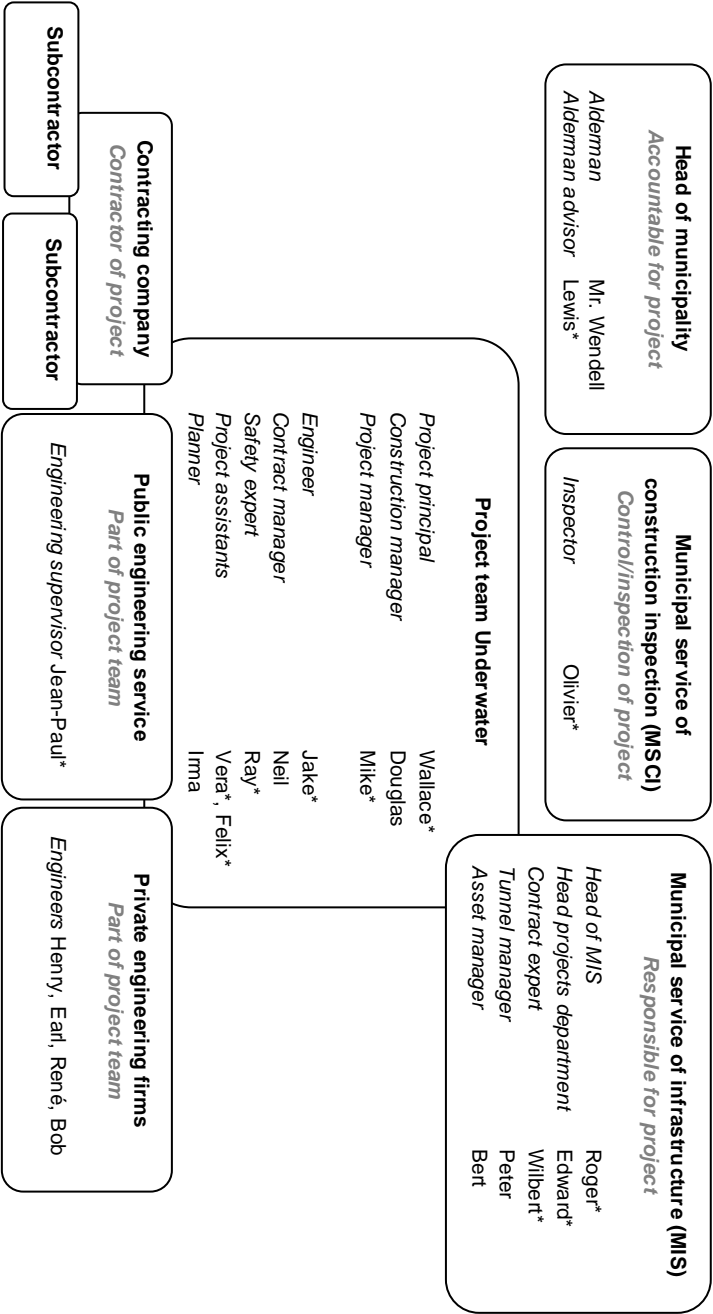 Head of municipality
Accountable for project
Alderman Mr. Wendell
Alderman advisor Lewis*
Municipal service of
construction inspection (MSCI)
Control/inspection of project
Inspector Olivier*
Municipal service of infrastructure (MIS)
Responsible for project
Head of MIS Roger*
Head projects department Edward*
Contract expert Wilbert*
Tunnel manager Peter
Asset manager Bert
Project team Underwater
Project principal Wallace*
Construction manager Douglas
Project manager Mike*
Engineer Jake*
Contract manager Neil
Safety expert Ray*
Project assistants Vera*, Felix*
Planner Irma
Contracting company
Contractor of project
Subcontractor
Subcontractor
Public engineering service
Part of project team
Engineering supervisor Jean-Paul*
Private engineering firms
Part of project team
Engineers Henry, Earl, René, Bob